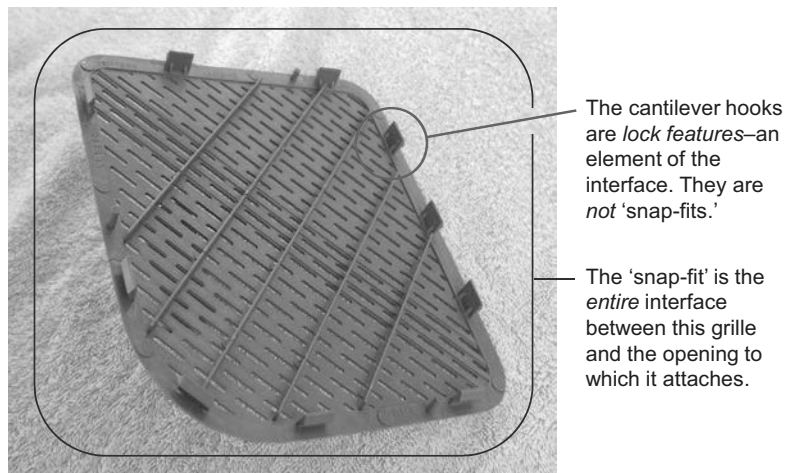 The cantilever hooks
are lock features–an
element of the
interface. They are
not ‘snap-fits.’
The ‘snap-fit’ is the
entire interface
between this grille
and the opening to
which it attaches.